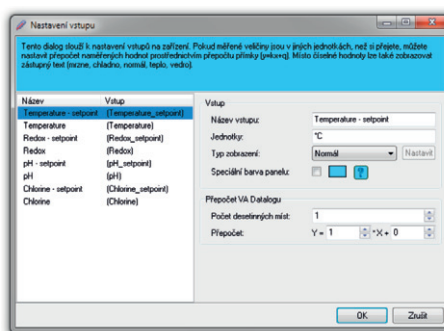 Nastavení vstupu
Tento dialog slouží k nastavení vstupů na zařízení. Pokud měřené veličiny jsou v jiných jednotkách, než si přejete, můžete
nastavit přepočet naměřených hodnot prostřednictvím přepočtu přímky (y=kx+q). Místo číselné hodnoty lze také zobrazovat
zástupný text (mrzne, chladno, normál, teplo, vedro).
Název Vstup
Temperature - setpoint (Temperature_setpoint)
Temperature (Temperature)
Redox - setpoint (Redox_setpoint)
Redox (Redox)
pH - setpoint (pH_setpoint)
pH (pH)
Chlorine - setpoint (Chlorine_setpoint)
Chlorine (Chlorine)
Vstup
Název vstupu: Temperature - setpoint
Jednotky: °C
Typ zobrazení: Normál Nastavit
Speciální barva panelu: ?
Přepočet VA Datalogu
Počet desetinných míst: 1
Přepočet: Y = 1 *X + 0
OK Zrušit